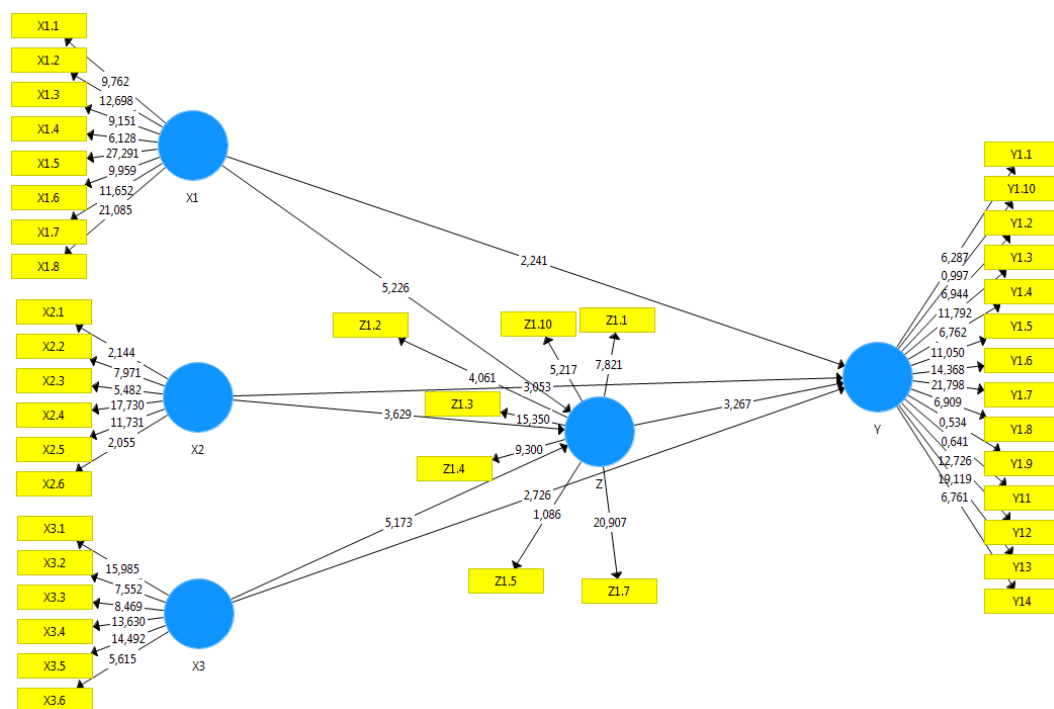 X1.1
X1.2
X1.3
X1.4
X1.5
X1.6
X1.7
X1.8
9,762
12,698
9,151
6,128
27,291
9,959
11,652
21,085
X1
X2.1
X2.2
X2.3
X2.4
X2.5
X2.6
2,144
7,971
5,482
17,730
11,731
2,055
X2
X3.1
X3.2
X3.3
X3.4
X3.5
X3.6
15,985
7,552
8,469
13,630
14,492
5,615
X3
2,241
5,226
3,053
3,629
3,267
5,173
2,726
Z1.2
Z1.10
Z1.1
Z1.3
Z1.4
Z1.5
Z1.7
4,061
5,217
7,821
15,350
9,300
1,086
20,907
Z
Y
6,287
0,997
6,944
11,792
6,762
11,050
14,368
21,798
6,909
0,534
0,641
12,726
19,119
6,761
Y1.1
Y1.10
Y1.2
Y1.3
Y1.4
Y1.5
Y1.6
Y1.7
Y1.8
Y1.9
Y11
Y12
Y13
Y14